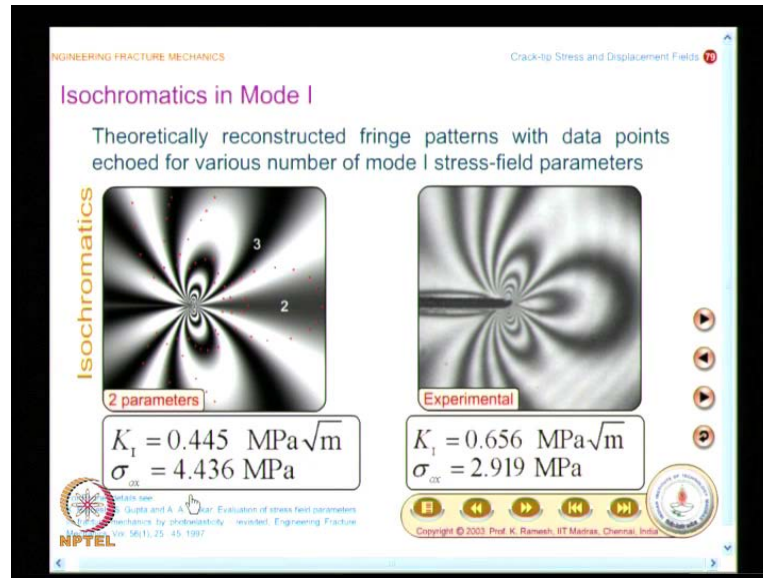 NGINEERING FRACTURE MECHANICS
Crack-tip Stress and Displacement Fields 79
Isochromatics in Mode I
Theoretically reconstructed fringe patterns with data points
echoed for various number of mode I stress-field parameters
Isochromatics
3
2
2 parameters
Experimental
K_I = 0.445 MPa√m
σ_ox = 4.436 MPa
K_I = 0.656 MPa√m
σ_ox = 2.919 MPa
details see
Gupta and A. A. Evaluation of stress field parameters
mechanics by photoelasticity revisited, Engineering Fracture
Vol. 56(1), 25 45, 1997
NPTEL
Copyright © 2003 Prof. K. Ramesh, IIT Madras, Chennai, India